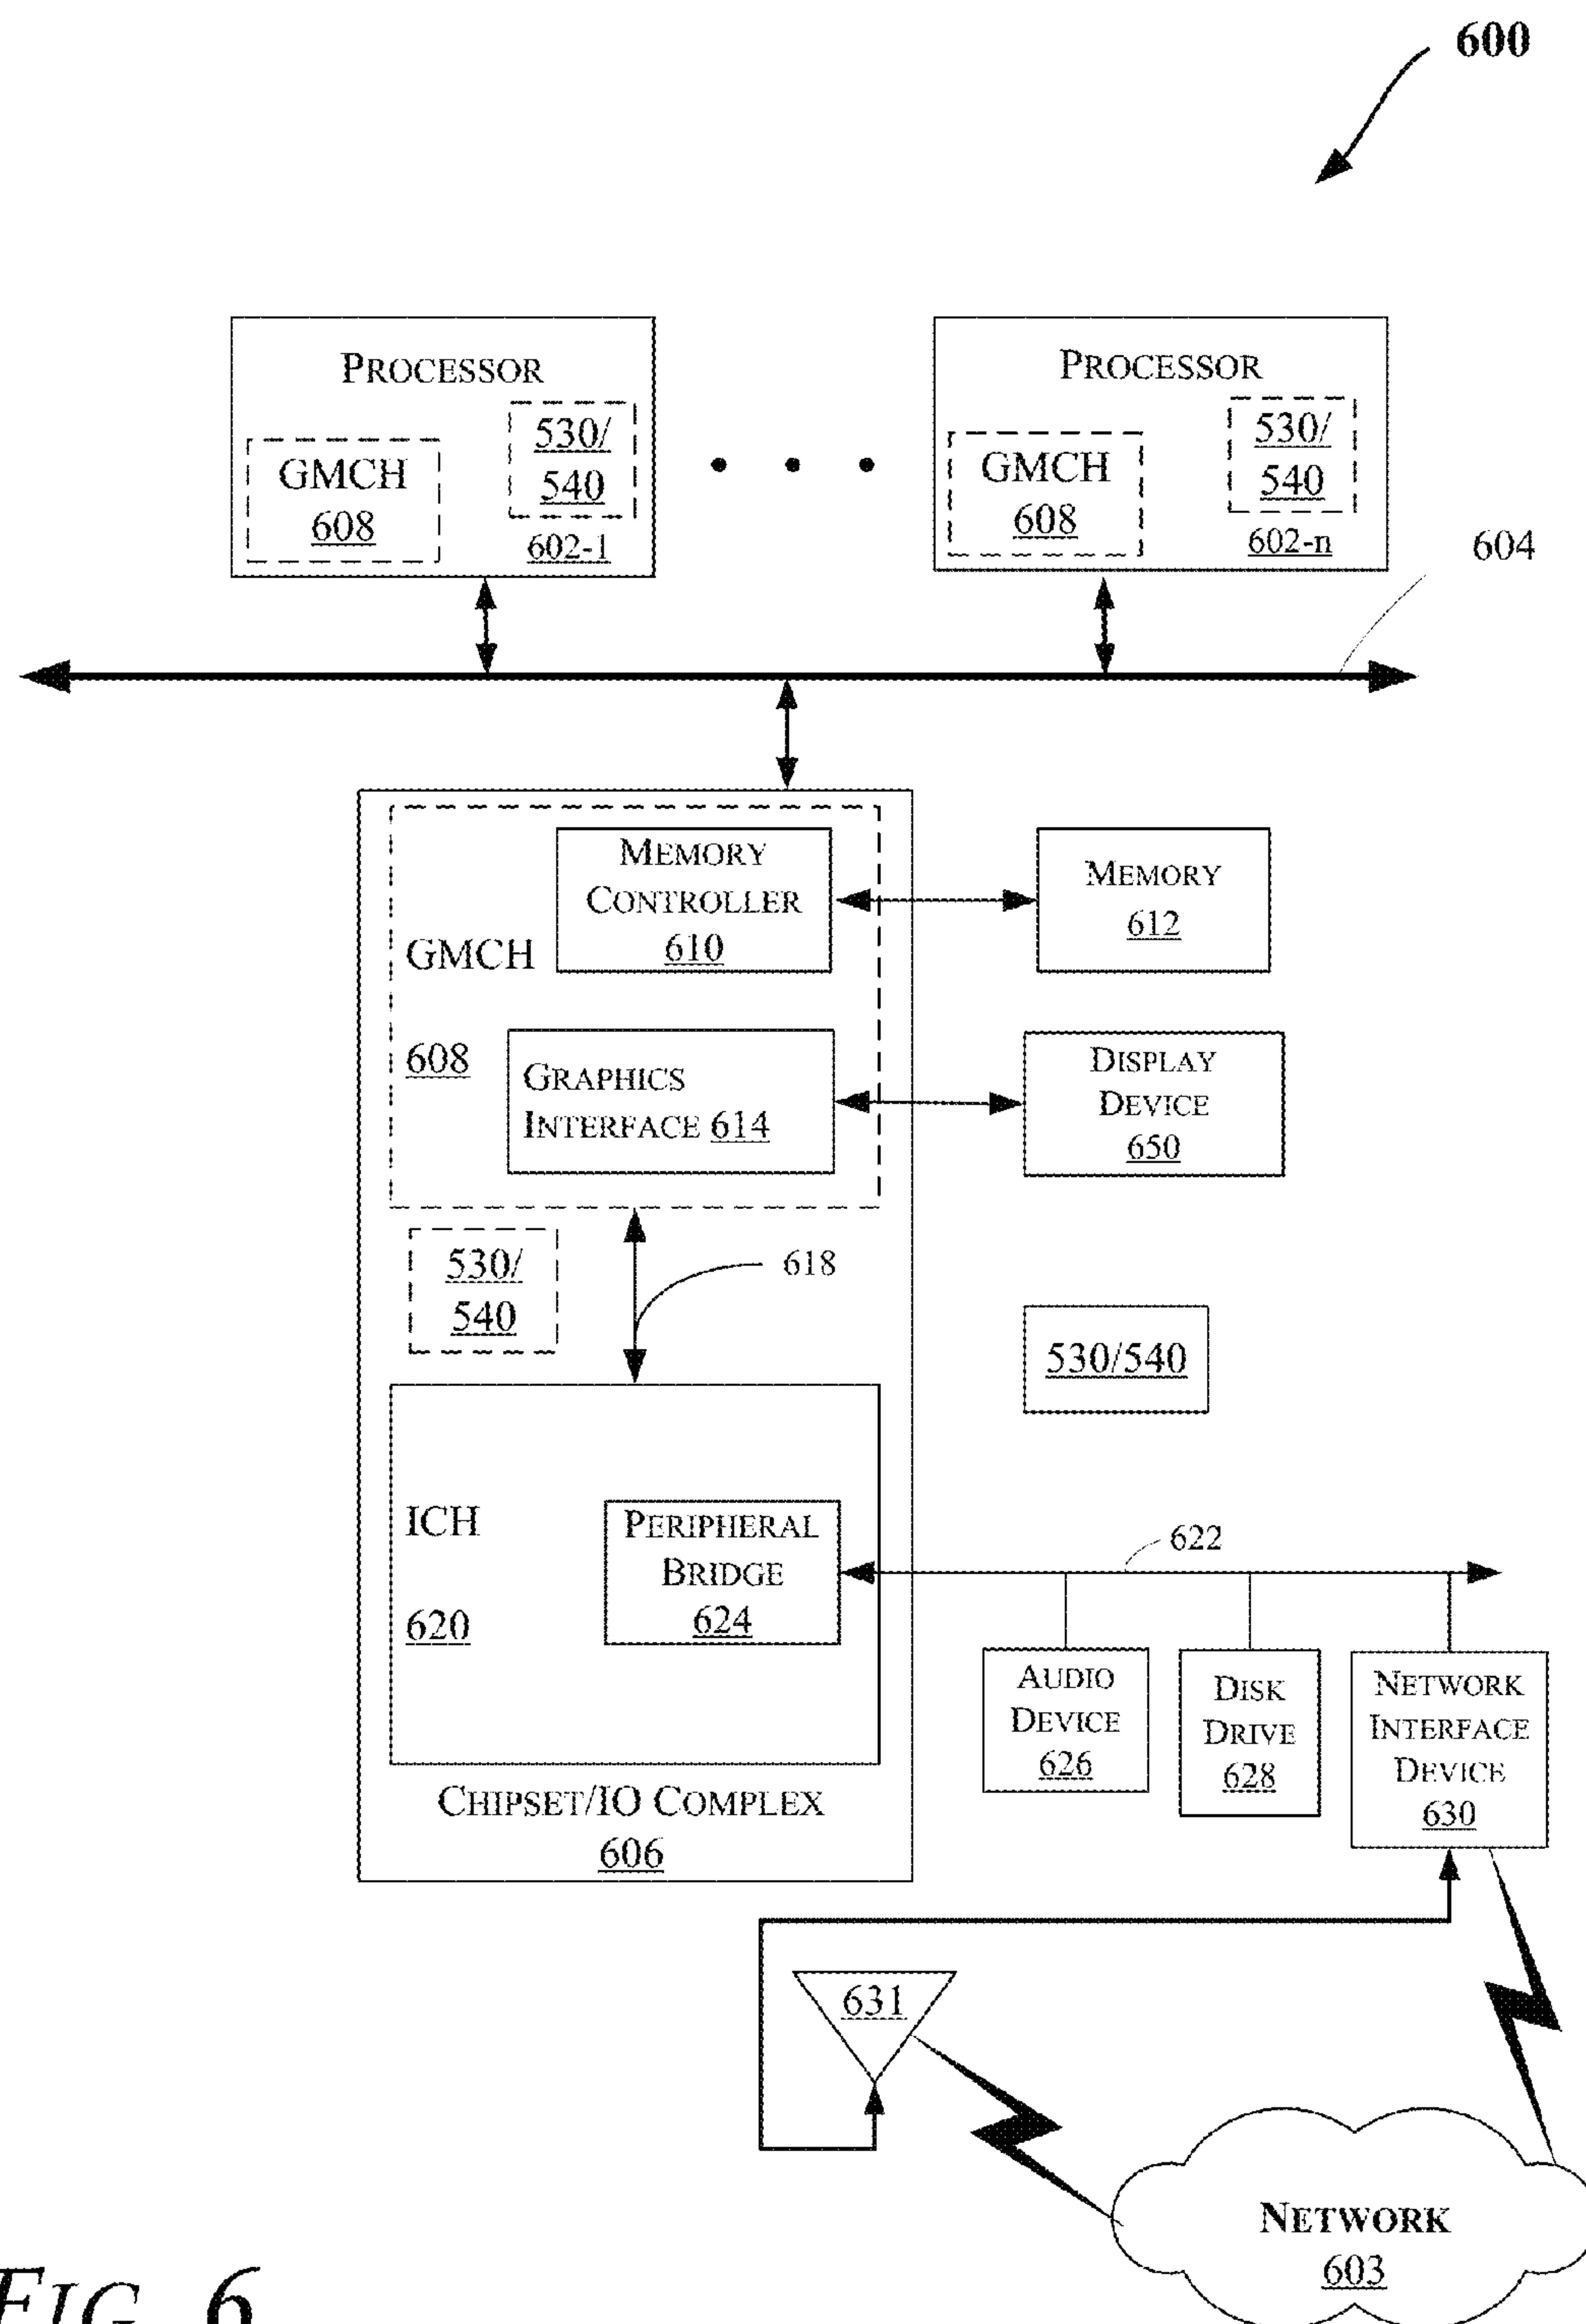 600
PROCESSOR
530/
540
GMCH
608
602-1
PROCESSOR
530/
540
GMCH
608
602-n
604
MEMORY
CONTROLLER
610
MEMORY
612
GMCH
608
GRAPHICS
INTERFACE 614
DISPLAY
DEVICE
650
530/
540
618
530/540
ICH
620
PERIPHERAL
BRIDGE
624
622
AUDIO
DEVICE
626
DISK
DRIVE
628
NETWORK
INTERFACE
DEVICE
630
CHIPSET/IO COMPLEX
606
631
NETWORK
603
FIG. 6